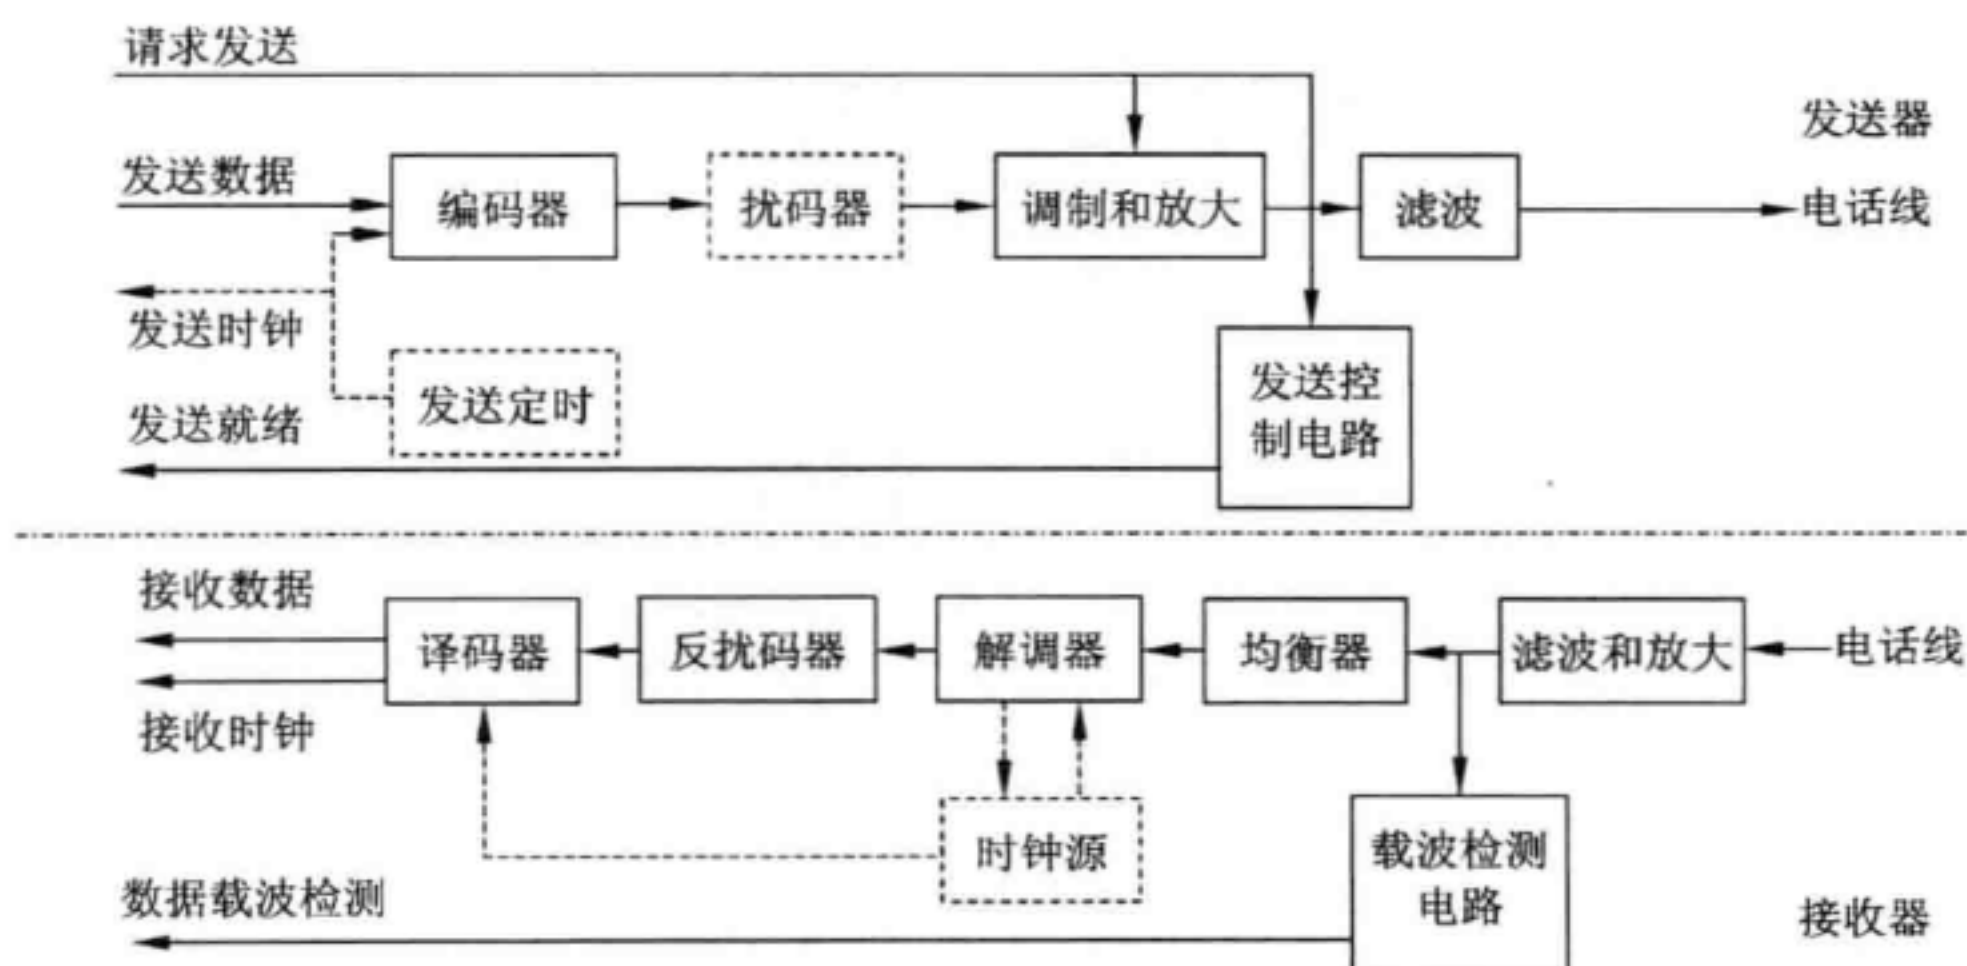 请求发送
发送器
发送数据
编码器
扰码器
调制和放大
滤波
电话线
发送时钟
发送定时
发送控
制电路
发送就绪
接收数据
译码器
反扰码器
解调器
均衡器
滤波和放大
电话线
接收时钟
时钟源
载波检测
电路
数据载波检测
接收器